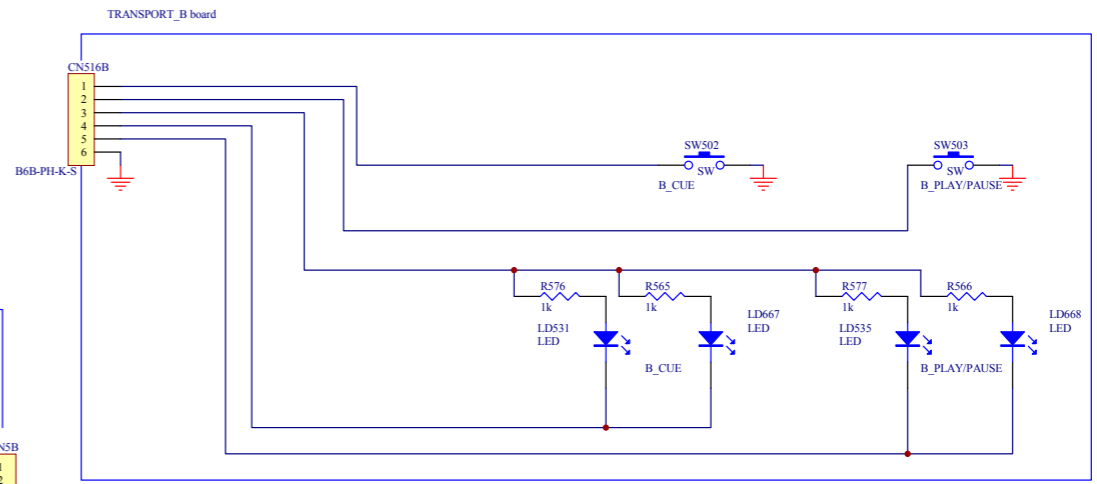 TRANSPORT_B board
CN516B
1
2
3
4
5
6
B6B-PH-K-S
SW502
SW
B_CUE
SW503
SW
B_PLAY/PAUSE
R576
1k
R565
1k
R577
1k
R566
1k
LD531
LED
LD667
LED
LD535
LED
LD668
LED
B_CUE
B_PLAY/PAUSE
N5B
1
2